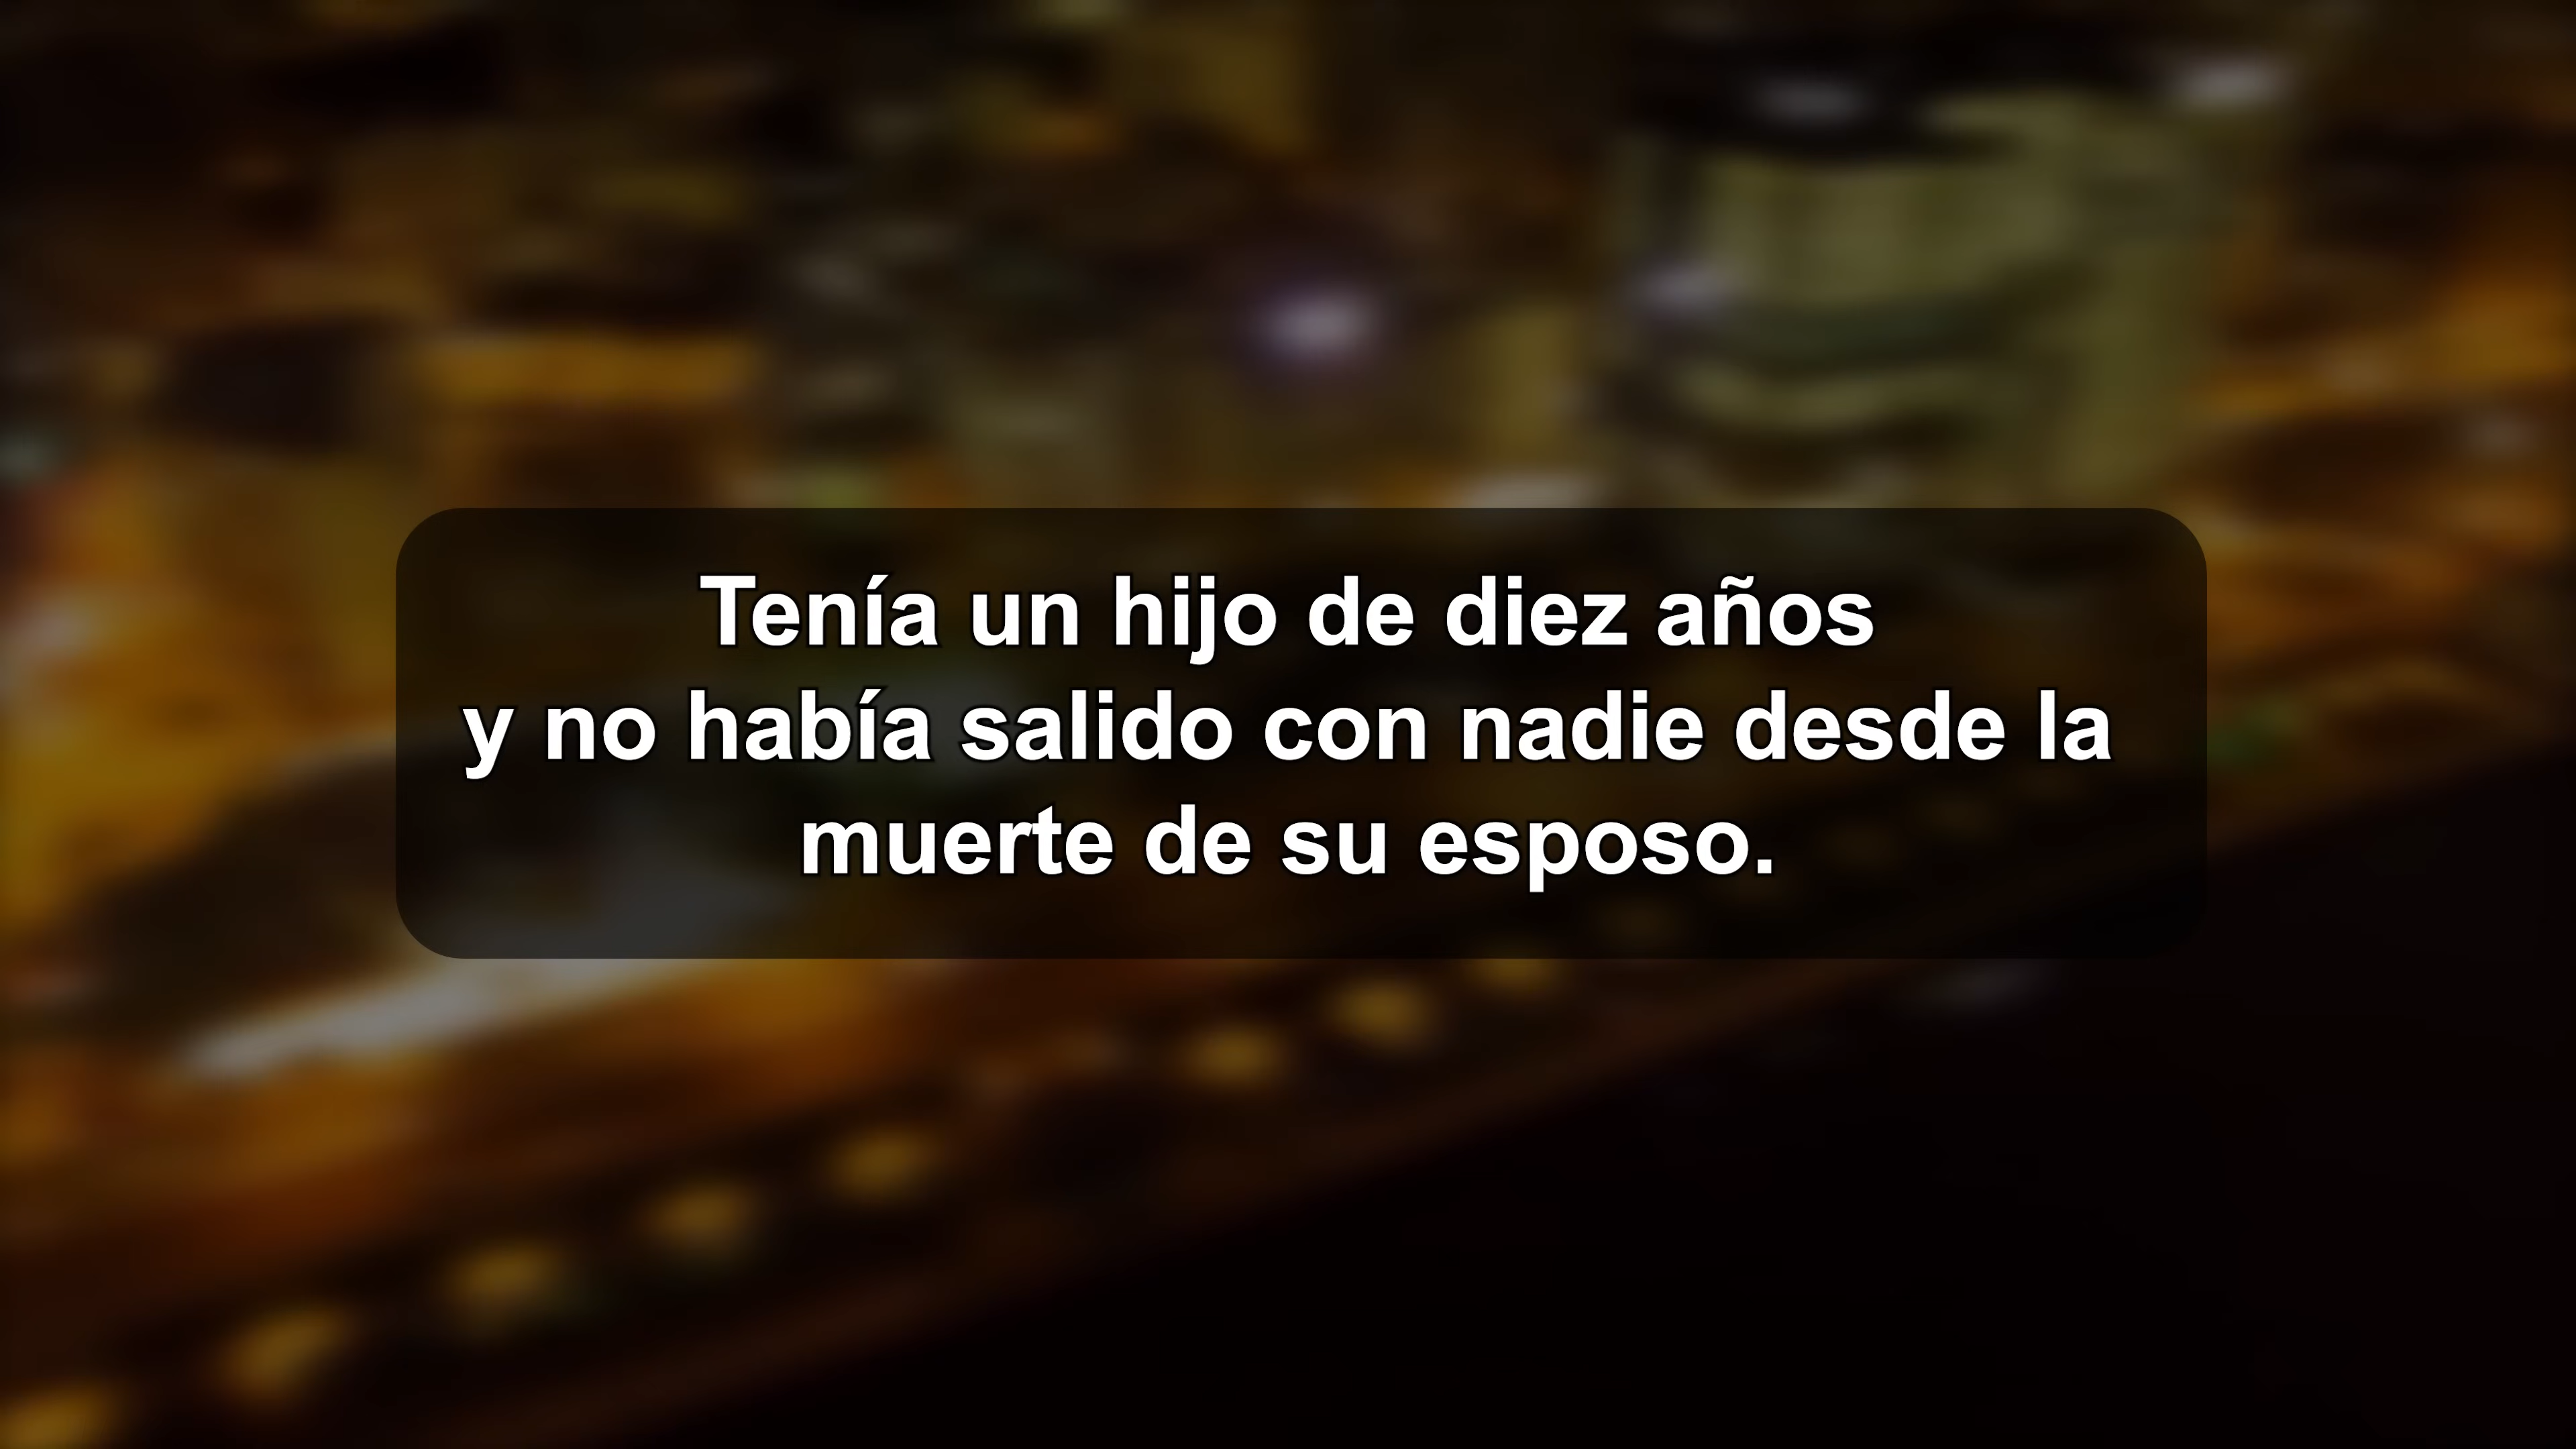 Tenía un hijo de diez años
y no había salido con nadie desde la
muerte de su esposo.